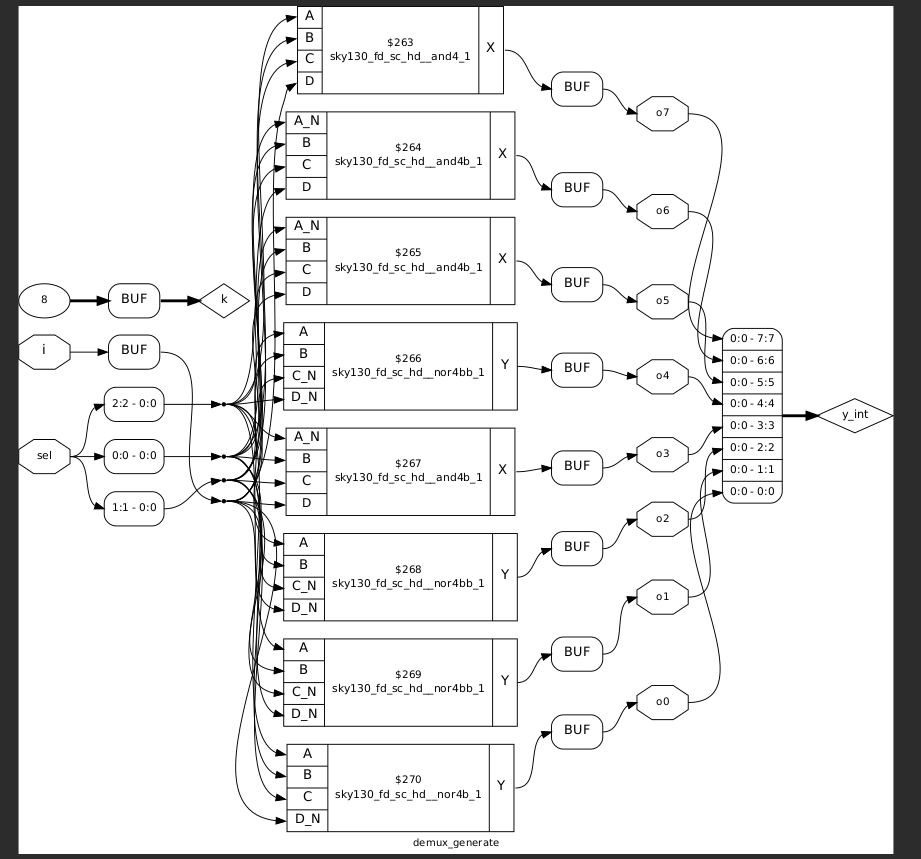 A
B
C
D
$263
sky130_fd_sc_hd__and4_1
X
BUF
o7
A_N
B
C
D
$264
sky130_fd_sc_hd__and4b_1
X
BUF
o6
A_N
B
C
D
$265
sky130_fd_sc_hd__and4b_1
X
BUF
o5
8
BUF
k
i
BUF
A
B
C_N
D_N
$266
sky130_fd_sc_hd__nor4bb_1
Y
BUF
o4
sel
2:2 - 0:0
0:0 - 0:0
1:1 - 0:0
A_N
B
C
D
$267
sky130_fd_sc_hd__and4b_1
X
BUF
o3
0:0 - 7:7
0:0 - 6:6
0:0 - 5:5
0:0 - 4:4
0:0 - 3:3
0:0 - 2:2
0:0 - 1:1
0:0 - 0:0
y_int
A
B
C_N
D_N
$268
sky130_fd_sc_hd__nor4bb_1
Y
BUF
o2
A
B
C_N
D_N
$269
sky130_fd_sc_hd__nor4bb_1
Y
BUF
o1
A
B
C
D_N
$270
sky130_fd_sc_hd__nor4b_1
Y
BUF
o0
demux_generate